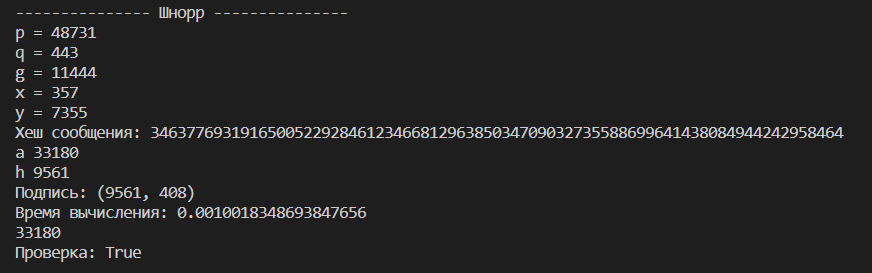 --------------- Шнорр ---------------
p = 48731
q = 443
g = 11444
x = 357
y = 7355
Хеш сообщения: 34637769319165005229284612346681296385034709032735588699641438084944242958464
a 33180
h 9561
Подпись: (9561, 408)
Время вычисления: 0.0010018348693847656
33180
Проверка: True